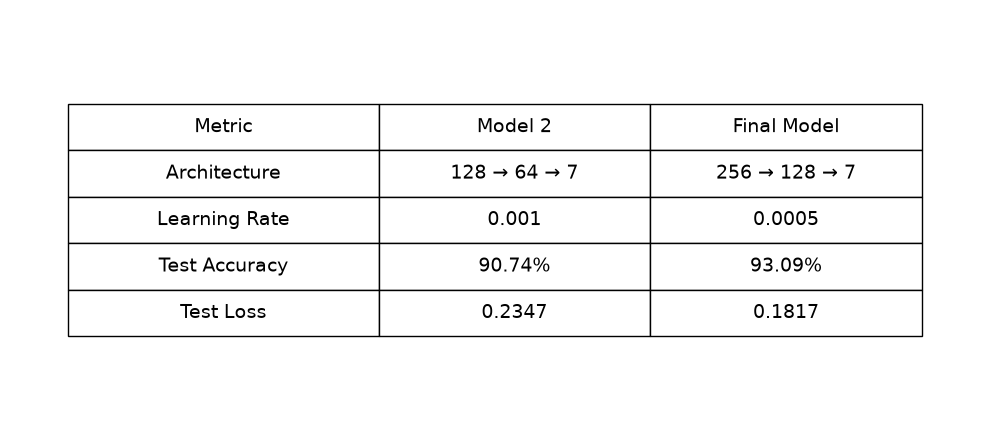 Metric Model 2 Final Model
Architecture 128 → 64 → 7 256 → 128 → 7
Learning Rate 0.001 0.0005
Test Accuracy 90.74% 93.09%
Test Loss 0.2347 0.1817